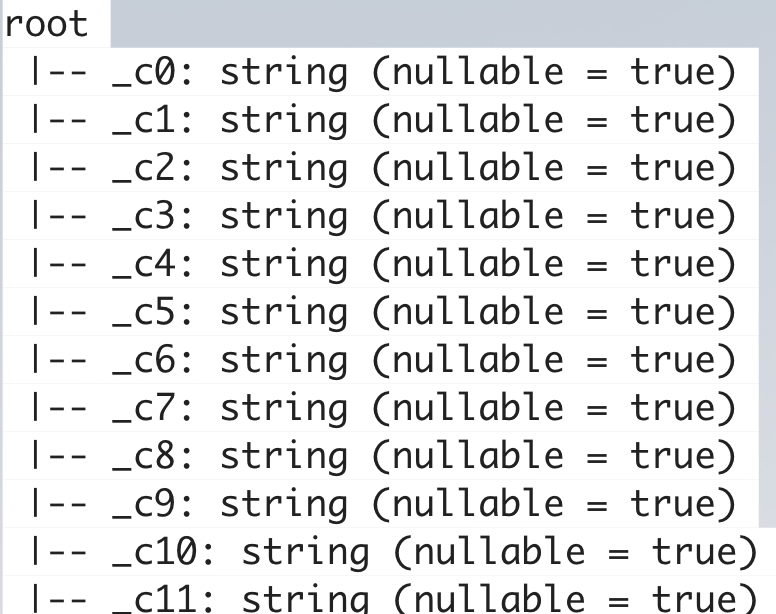 root
 |-- _c0: string (nullable = true)
 |-- _c1: string (nullable = true)
 |-- _c2: string (nullable = true)
 |-- _c3: string (nullable = true)
 |-- _c4: string (nullable = true)
 |-- _c5: string (nullable = true)
 |-- _c6: string (nullable = true)
 |-- _c7: string (nullable = true)
 |-- _c8: string (nullable = true)
 |-- _c9: string (nullable = true)
 |-- _c10: string (nullable = true)
 |-- _c11: string (nullable = true)